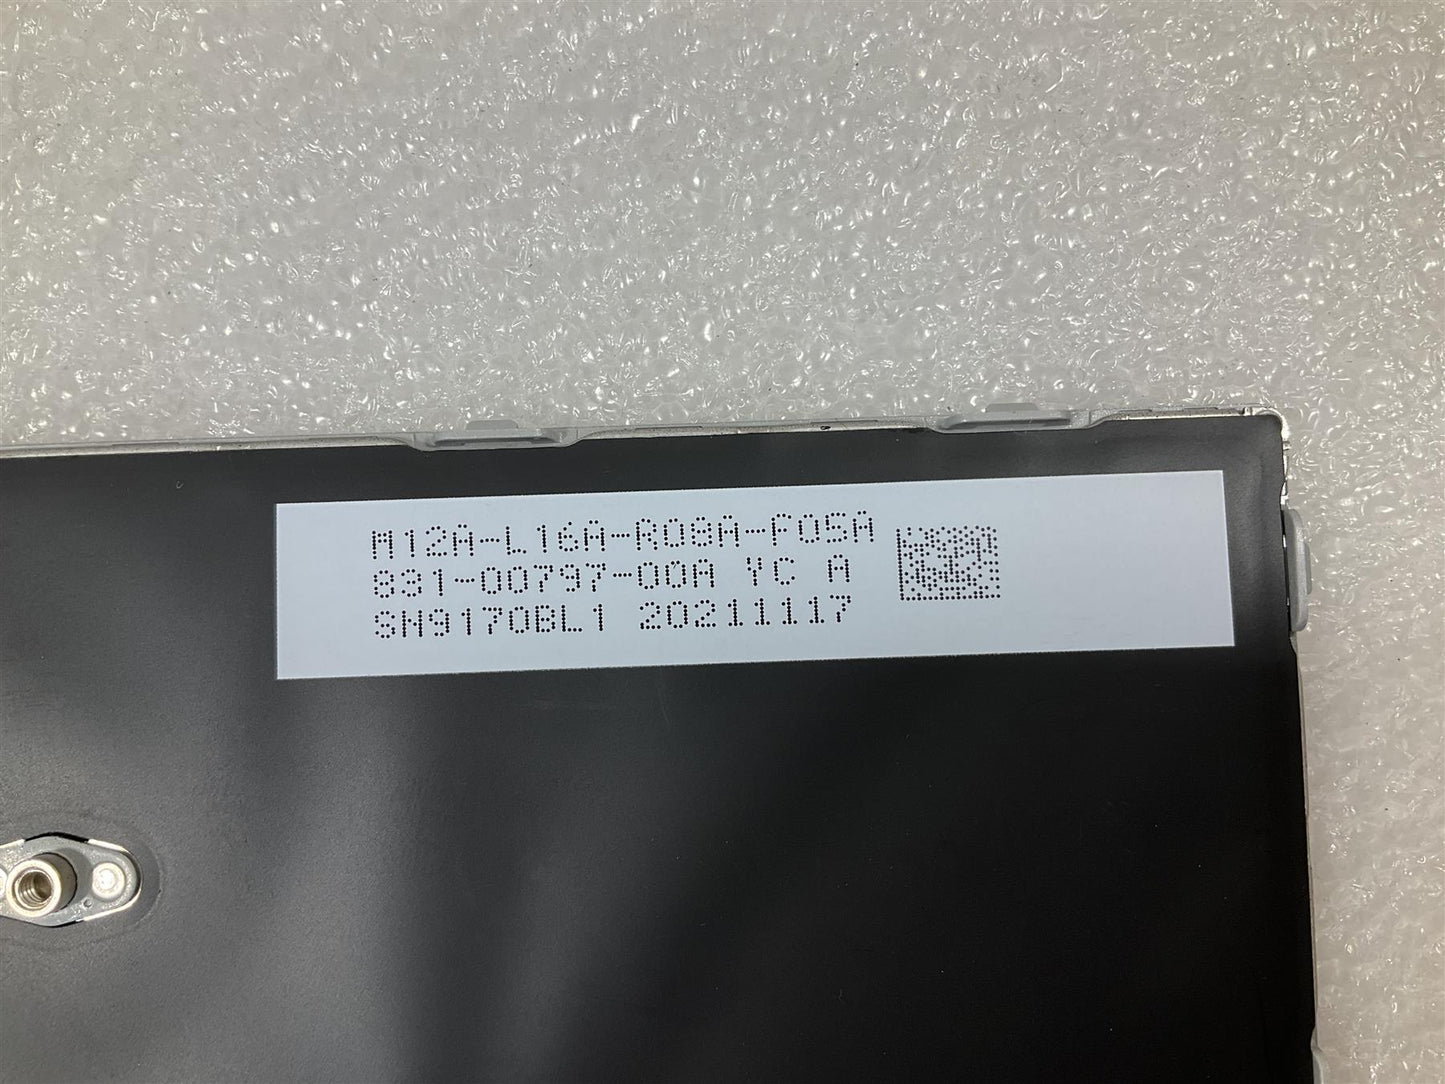 M12A-L16A-R08A-F05A
831-00797-00A YC A
SN9170BL1 20211117